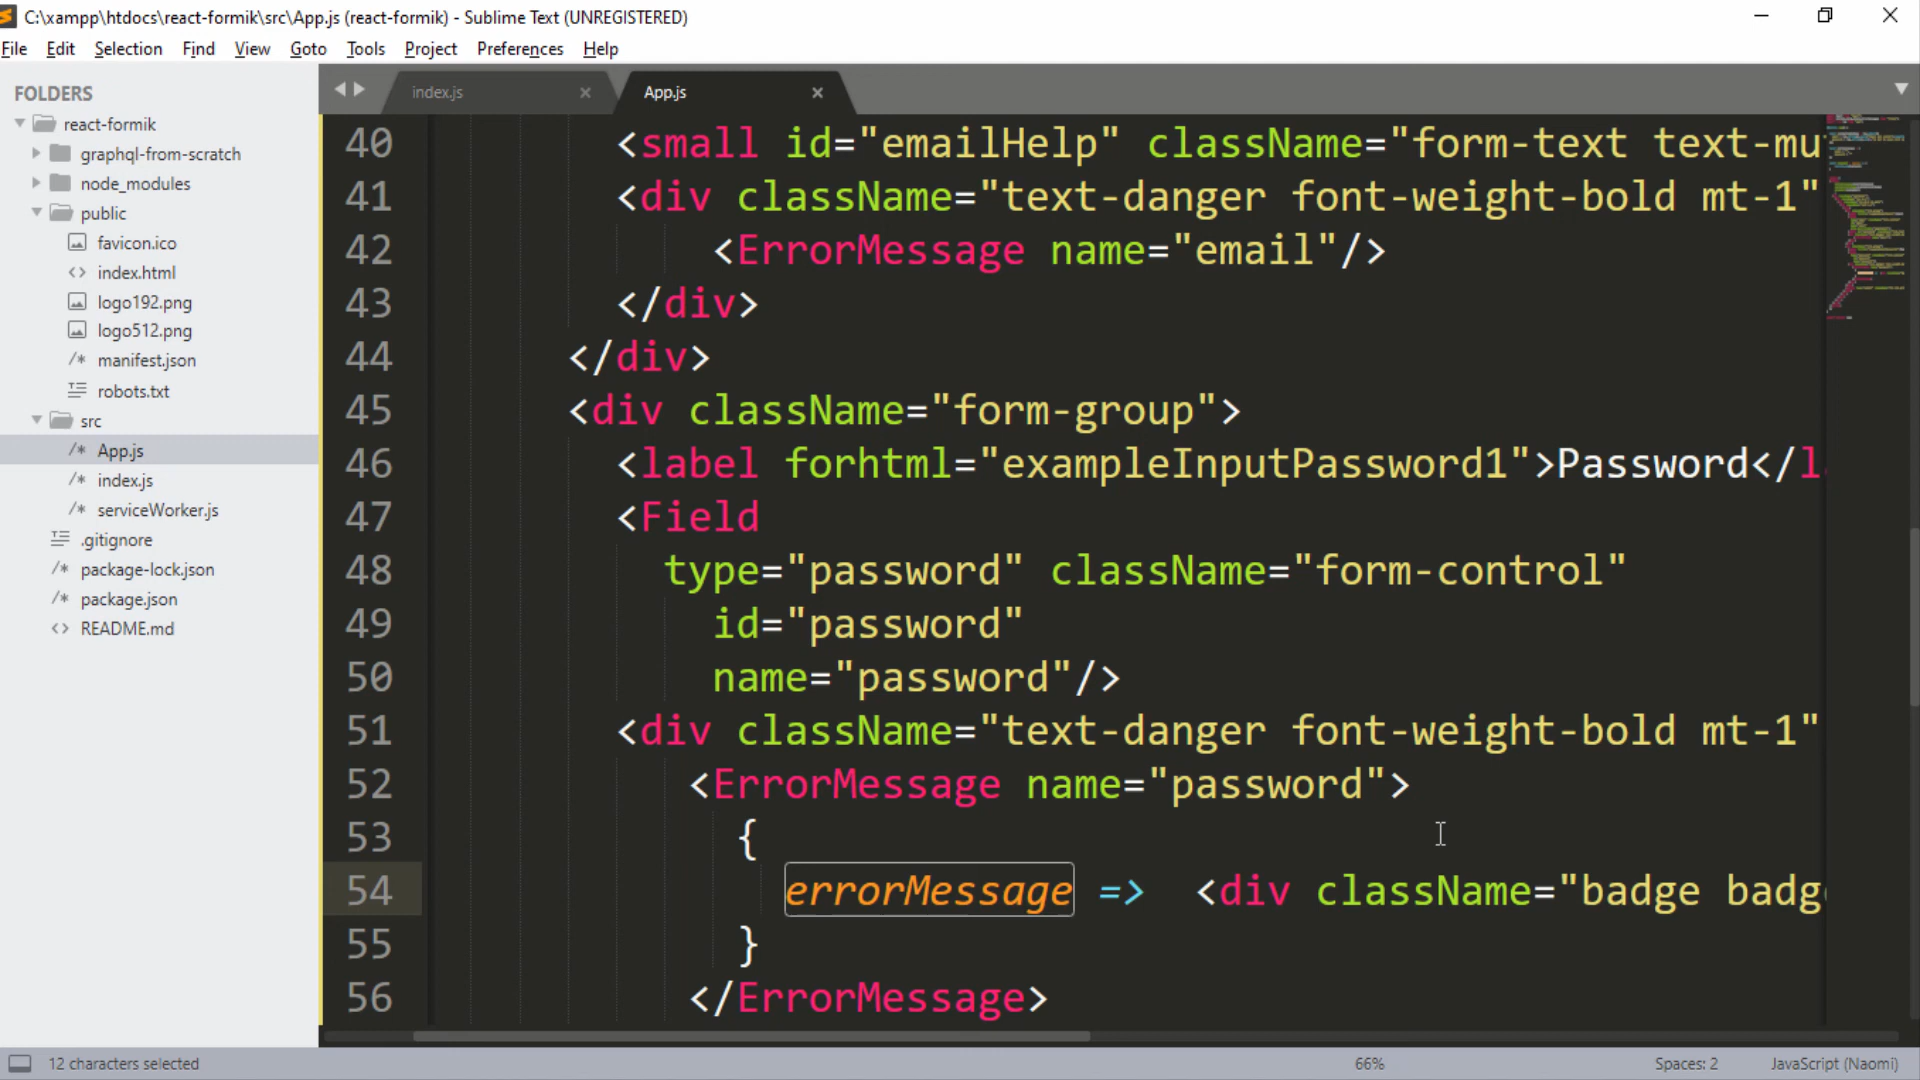 C:\xampp\htdocs\react-formik\src\App.js (react-formik) - Sublime Text (UNREGISTERED)
File Edit Selection Find View Goto Tools Project Preferences Help
FOLDERS
react-formik
graphql-from-scratch
node_modules
public
favicon.ico
<> index.html
logo192.png
logo512.png
/* manifest.json
robots.txt
src
/* App.js
/* index.js
/* serviceWorker.js
.gitignore
/* package-lock.json
/* package.json
<> README.md
index.js × App.js ×
40 <small id="emailHelp" className="form-text text-mu
41 <div className="text-danger font-weight-bold mt-1"
42 <ErrorMessage name="email"/>
43 </div>
44 </div>
45 <div className="form-group">
46 <label forhtml="exampleInputPassword1">Password</l
47 <Field
48 type="password" className="form-control"
49 id="password"
50 name="password"/>
51 <div className="text-danger font-weight-bold mt-1"
52 <ErrorMessage name="password">
53 {
54 errorMessage => <div className="badge badg
55 }
56 </ErrorMessage>
12 characters selected 66% Spaces: 2 JavaScript (Naomi)